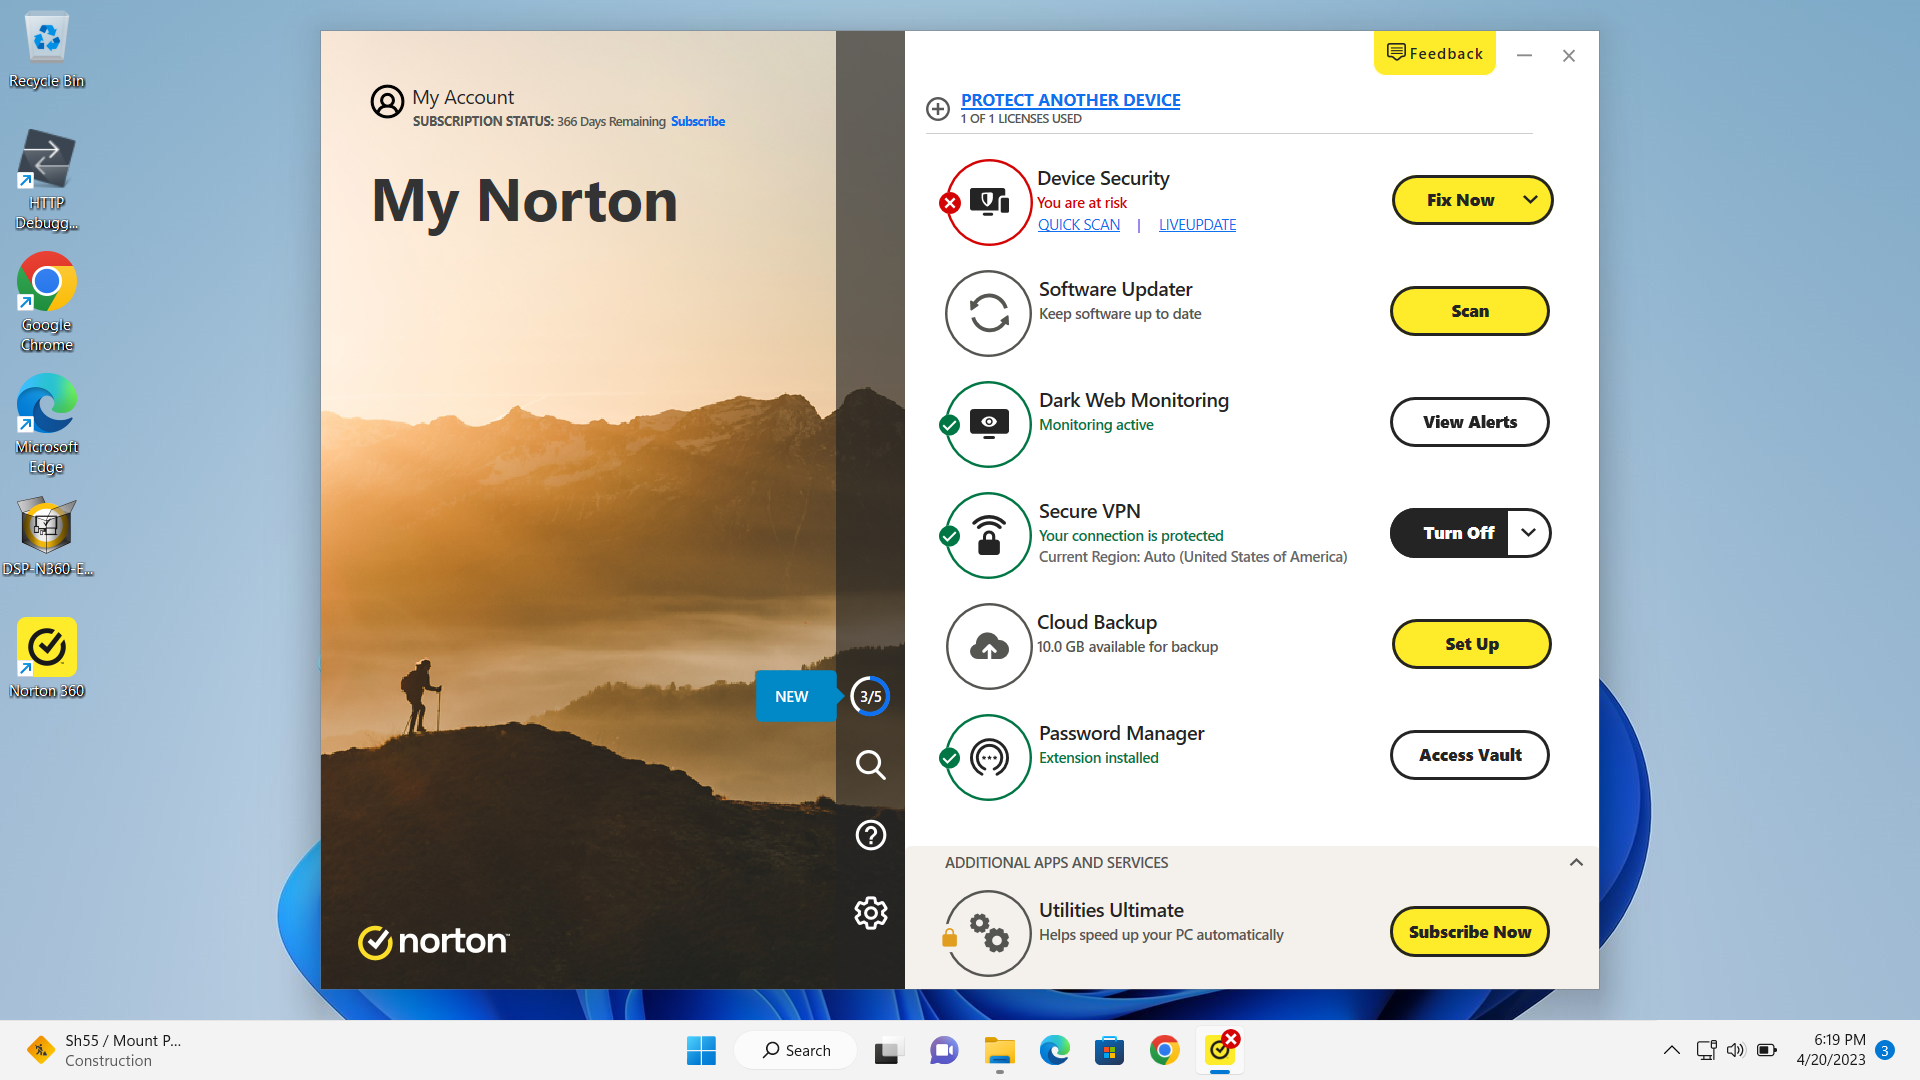 Recycle Bin
HTTP
Debugg...
Google
Chrome
Microsoft
Edge
DSP-N360-E...
Norton 360
My Account
SUBSCRIPTION STATUS: 366 Days Remaining Subscribe
My Norton
NEW
3/5
norton
Feedback
PROTECT ANOTHER DEVICE
1 OF 1 LICENSES USED
Device Security
You are at risk
QUICK SCAN | LIVEUPDATE
Fix Now
Software Updater
Keep software up to date
Scan
Dark Web Monitoring
Monitoring active
View Alerts
Secure VPN
Your connection is protected
Current Region: Auto (United States of America)
Turn Off
Cloud Backup
10.0 GB available for backup
Set Up
Password Manager
Extension installed
Access Vault
ADDITIONAL APPS AND SERVICES
Utilities Ultimate
Helps speed up your PC automatically
Subscribe Now
Sh55 / Mount P...
Construction
Search
6:19 PM
4/20/2023
3